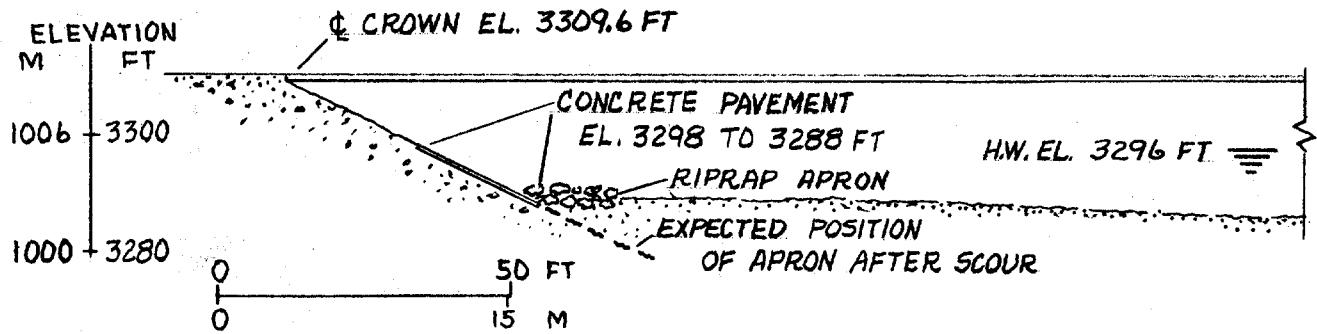 ELEVATION
M FT
℄ CROWN EL. 3309.6 FT
CONCRETE PAVEMENT
EL. 3298 TO 3288 FT
1006 3300
H.W. EL. 3296 FT
RIPRAP APRON
EXPECTED POSITION
OF APRON AFTER SCOUR
1000 3280
0 50 FT
0 15 M